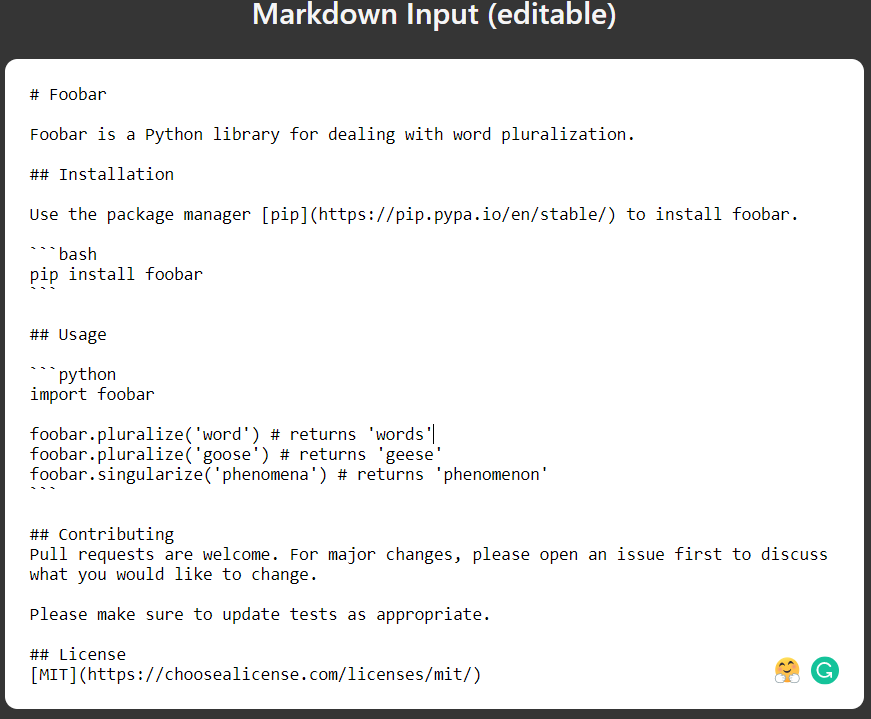 Markdown Input (editable)
# Foobar
Foobar is a Python library for dealing with word pluralization.
## Installation
Use the package manager [pip](https://pip.pypa.io/en/stable/) to install foobar.
```bash
pip install foobar
```
## Usage
```python
import foobar
foobar.pluralize('word') # returns 'words'
foobar.pluralize('goose') # returns 'geese'
foobar.singularize('phenomena') # returns 'phenomenon'
```
## Contributing
Pull requests are welcome. For major changes, please open an issue first to discuss
what you would like to change.
Please make sure to update tests as appropriate.
## License
[MIT](https://choosealicense.com/licenses/mit/)